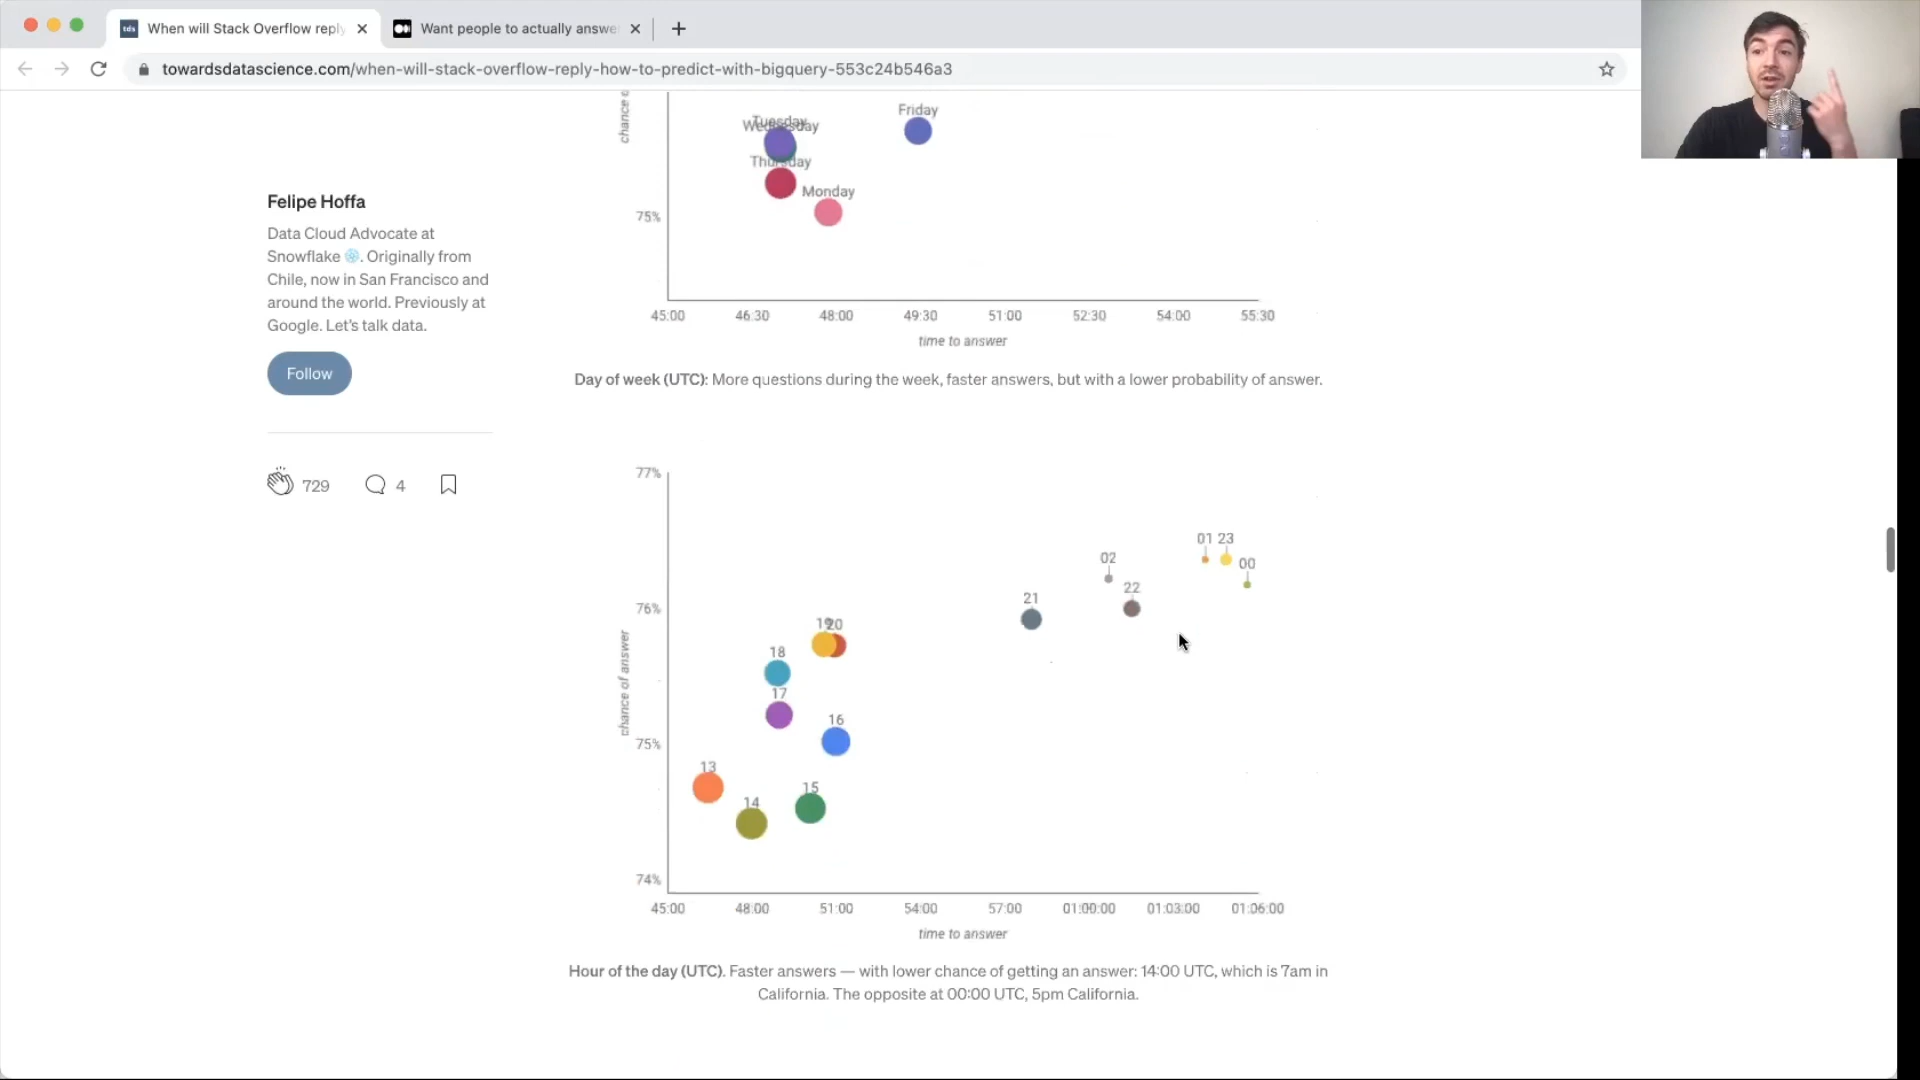 tds When will Stack Overflow reply
Want people to actually answe
towardsdatascience.com/when-will-stack-overflow-reply-how-to-predict-with-bigquery-553c24b546a3
Felipe Hoffa
Data Cloud Advocate at
Snowflake ❄️. Originally from
Chile, now in San Francisco and
around the world. Previously at
Google. Let's talk data.
Follow
729
4
Friday
Tuesday
Wednesday
Thursday
Monday
75%
45:00 46:30 48:00 49:30 51:00 52:30 54:00 55:30
time to answer
Day of week (UTC): More questions during the week, faster answers, but with a lower probability of answer.
77%
76%
75%
74%
chance of answer
01 23
00
02
22
21
19
20
18
17
16
13
15
14
45:00 48:00 51:00 54:00 57:00 01:00:00 01:03:00 01:06:00
time to answer
Hour of the day (UTC). Faster answers — with lower chance of getting an answer: 14:00 UTC, which is 7am in
California. The opposite at 00:00 UTC, 5pm California.